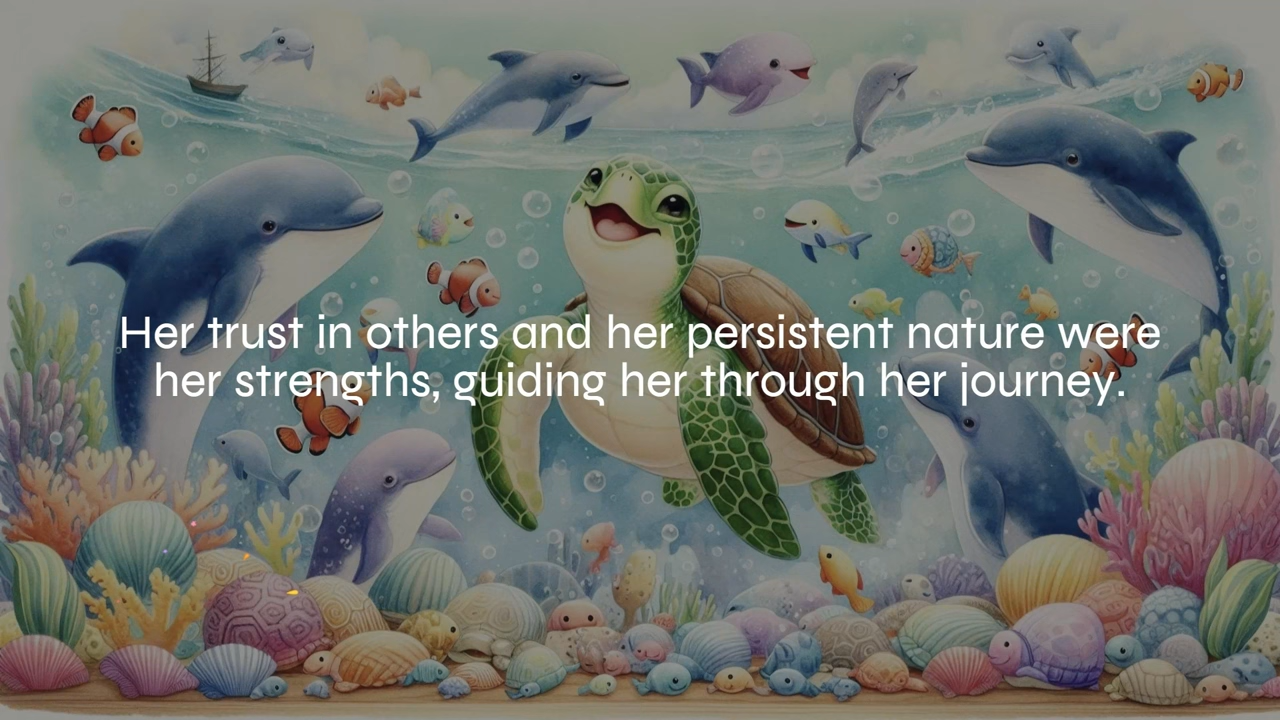 Her trust in others and her persistent nature were
her strengths, guiding her through her journey.